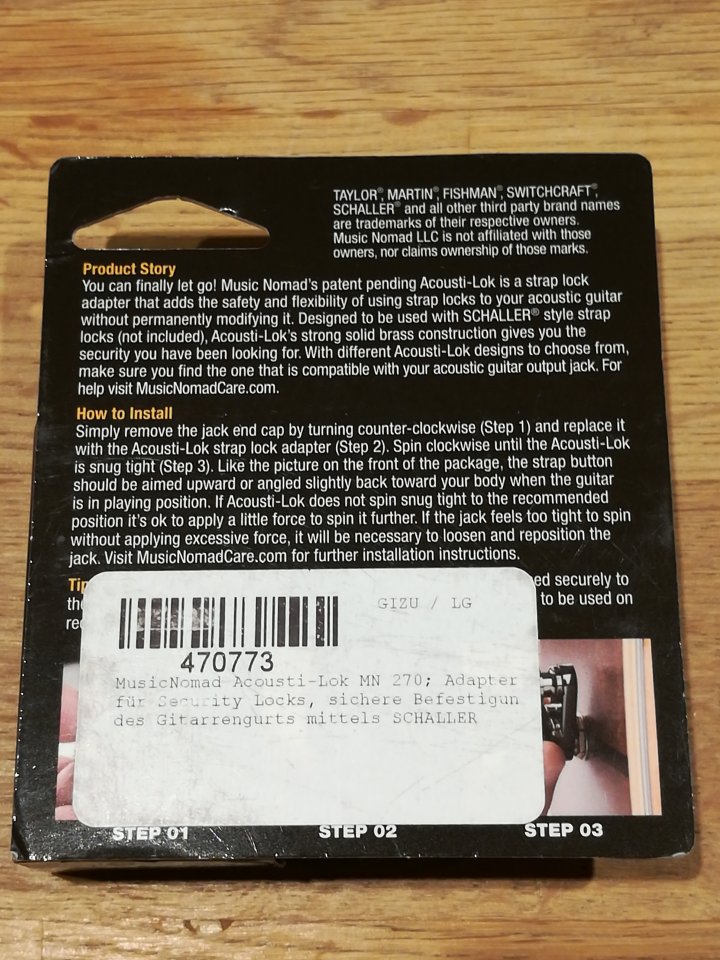 TAYLOR®, MARTIN®, FISHMAN®, SWITCHCRAFT®,
SCHALLER® and all other third party brand names
are trademarks of their respective owners.
Music Nomad LLC is not affiliated with those
owners, nor claims ownership of those marks.
Product Story
You can finally let go! Music Nomad's patent pending Acousti-Lok is a strap lock
adapter that adds the safety and flexibility of using strap locks to your acoustic guitar
without permanently modifying it. Designed to be used with SCHALLER® style strap
locks (not included), Acousti-Lok's strong solid brass construction gives you the
security you have been looking for. With different Acousti-Lok designs to choose from,
make sure you find the one that is compatible with your acoustic guitar output jack. For
help visit MusicNomadCare.com.
How to Install
Simply remove the jack end cap by turning counter-clockwise (Step 1) and replace it
with the Acousti-Lok strap lock adapter (Step 2). Spin clockwise until the Acousti-Lok
is snug tight (Step 3). Like the picture on the front of the package, the strap button
should be aimed upward or angled slightly back toward your body when the guitar
is in playing position. If Acousti-Lok does not spin snug tight to the recommended
position it's ok to apply a little force to spin it further. If the jack feels too tight to spin
without applying excessive force, it will be necessary to loosen and reposition the
jack. Visit MusicNomadCare.com for further installation instructions.
securely to
to be used on
GIZU / LG
470773
MusicNomad Acousti-Lok MN 270; Adapter
für Security Locks, sichere Befestigun
des Gitarrengurts mittels SCHALLER
STEP 01 STEP 02 STEP 03